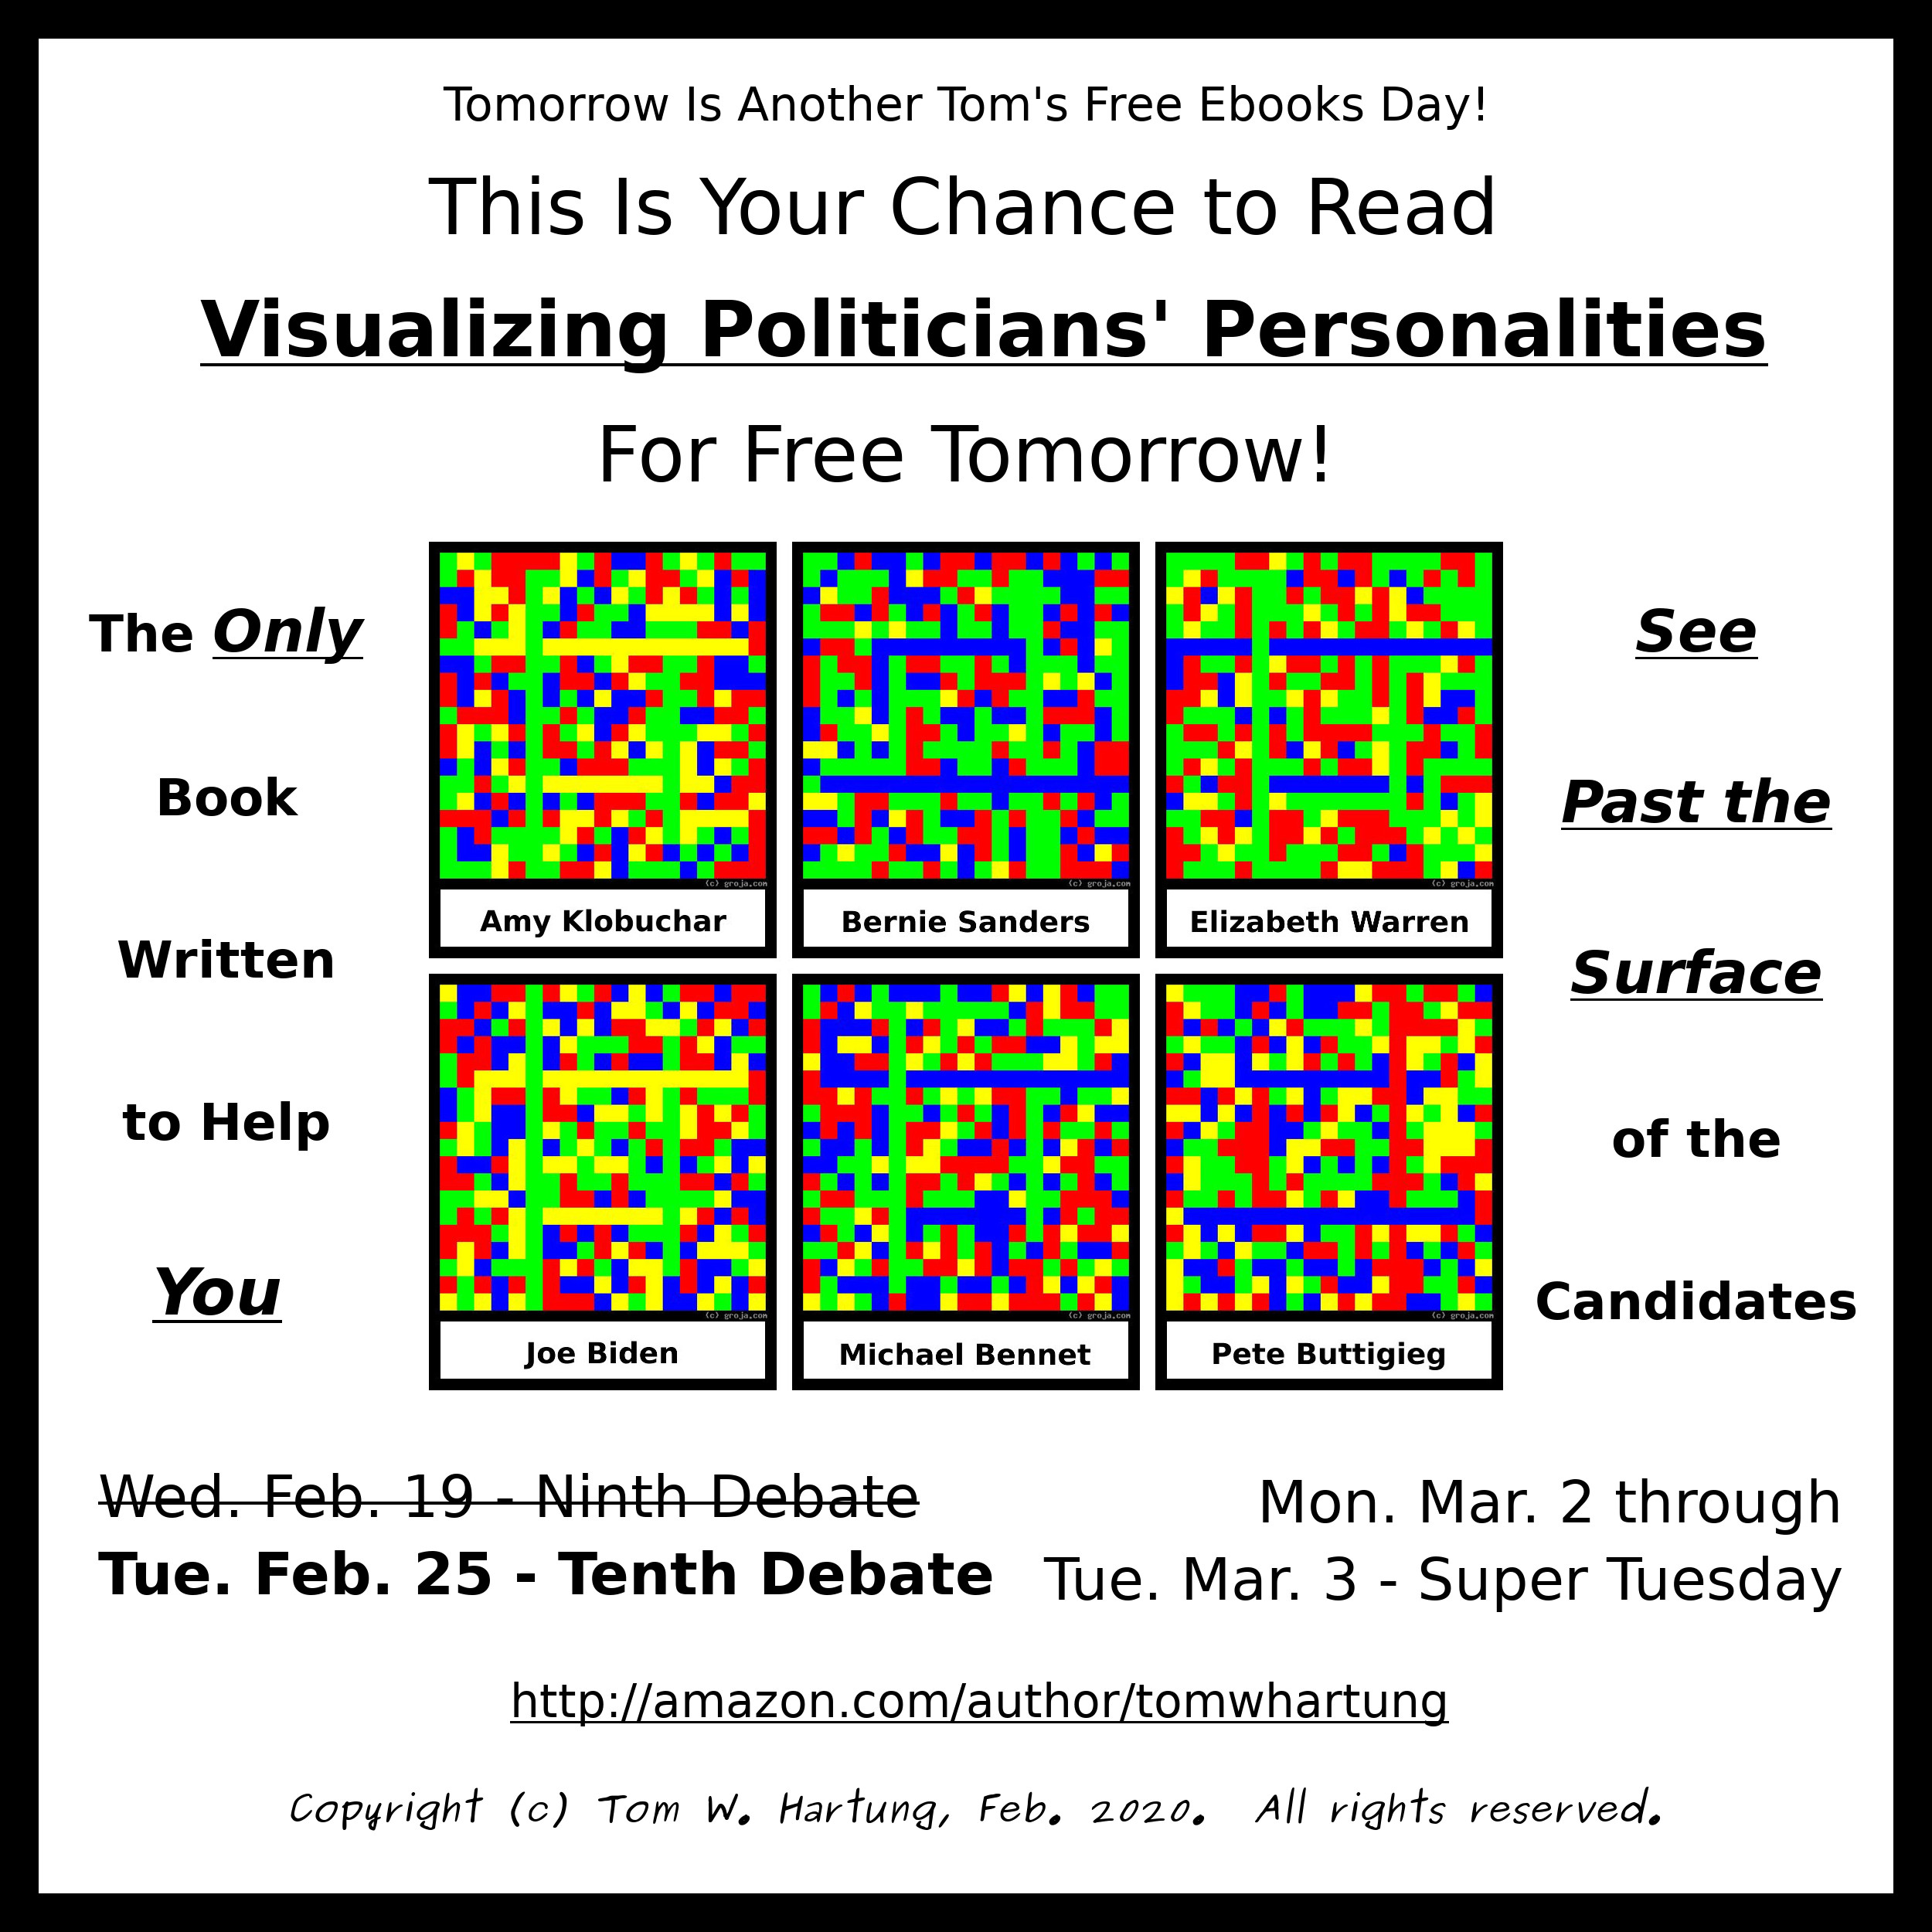 Tomorrow Is Another Tom's Free Ebooks Day!
This Is Your Chance to Read
Visualizing Politicians' Personalities
For Free Tomorrow!
The Only
Book
Written
to Help
You
See
Past the
Surface
of the
Candidates
(c) groja.com
(c) groja.com
(c) groja.com
Amy Klobuchar
Bernie Sanders
Elizabeth Warren
(c) groja.com
(c) groja.com
(c) groja.com
Joe Biden
Michael Bennet
Pete Buttigieg
Wed. Feb. 19 - Ninth Debate
Tue. Feb. 25 - Tenth Debate
Mon. Mar. 2 through
Tue. Mar. 3 - Super Tuesday
http://amazon.com/author/tomwhartung
Copyright (c) Tom W. Hartung, Feb. 2020. All rights reserved.